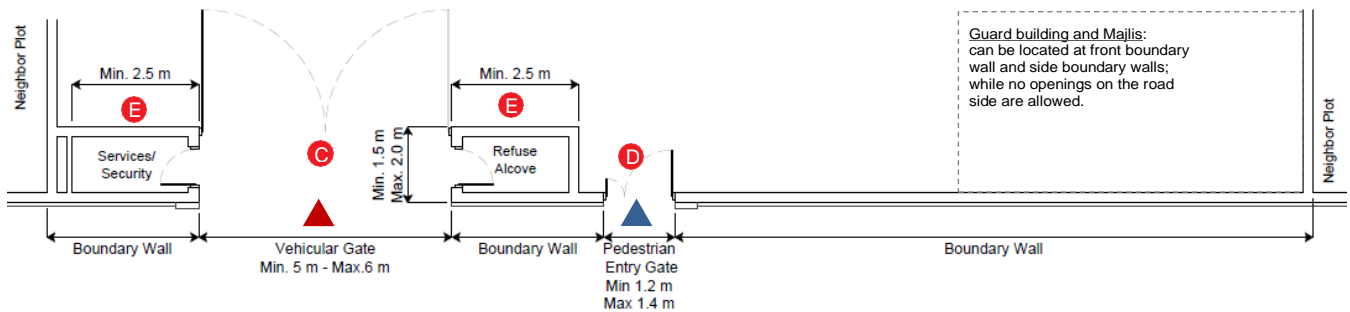 Neighbor Plot
Min. 2.5 m
E
Services/
Security
C
Min. 2.5 m
E
Min. 1.5 m
Max. 2.0 m
Refuse
Alcove
D
Guard building and Majlis:
can be located at front boundary
wall and side boundary walls;
while no openings on the road
side are allowed.
Neighbor Plot
Boundary Wall
Vehicular Gate
Min. 5 m - Max.6 m
Boundary Wall
Pedestrian
Entry Gate
Min 1.2 m
Max 1.4 m
Boundary Wall